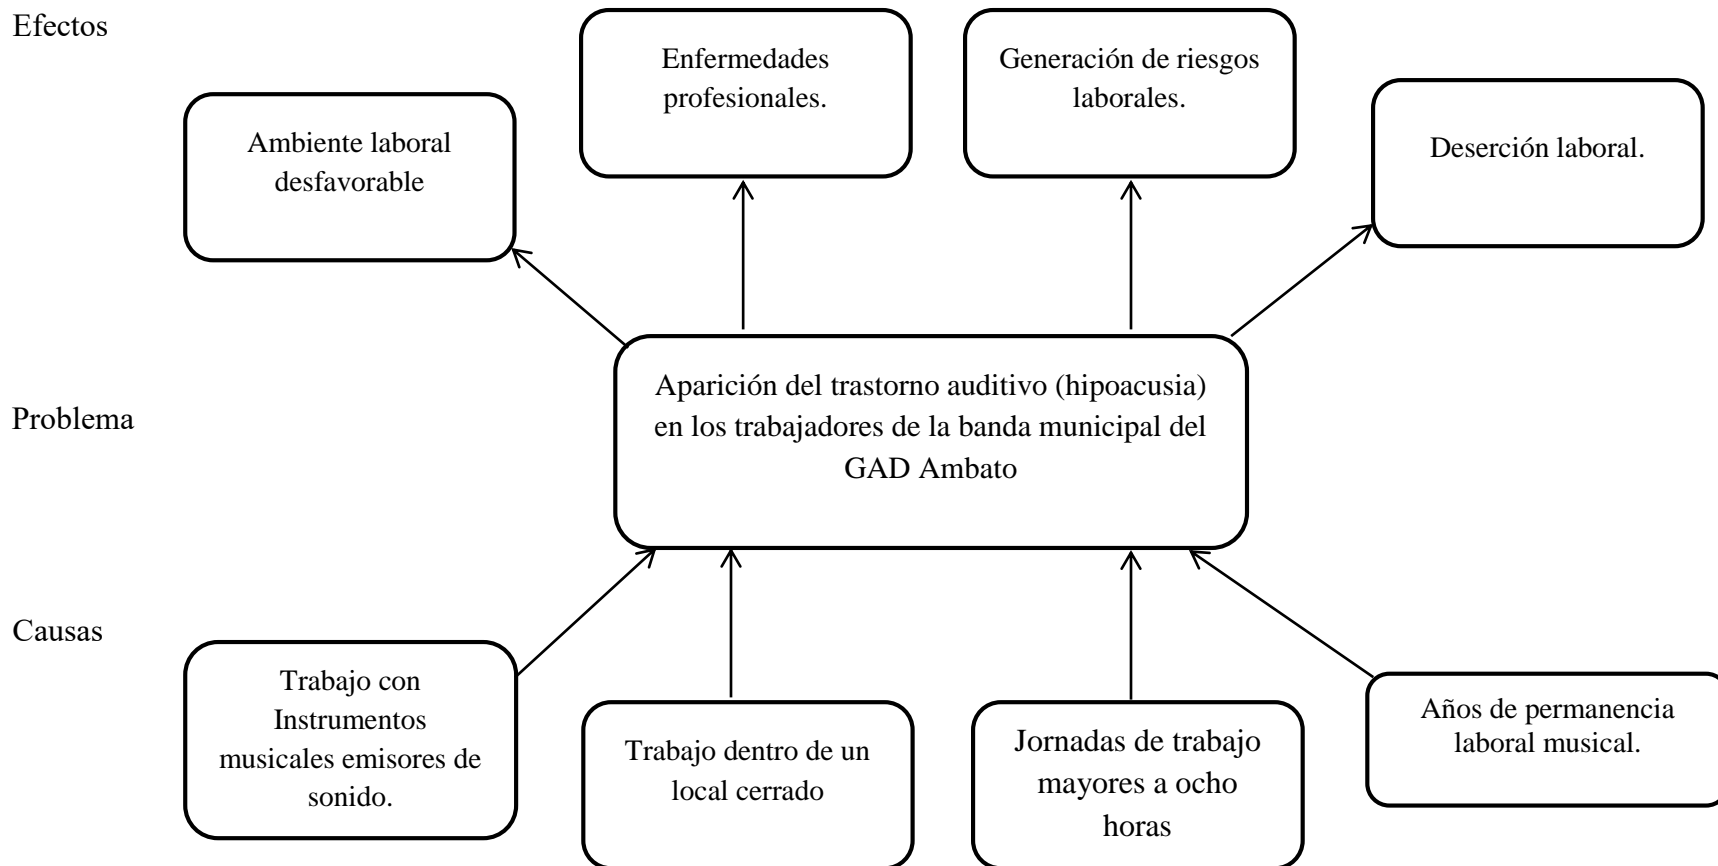 Efectos
Enfermedades
profesionales.
Generación de riesgos
laborales.
Ambiente laboral
desfavorable
Deserción laboral.
Problema
Aparición del trastorno auditivo (hipoacusia)
en los trabajadores de la banda municipal del
GAD Ambato
Causas
Trabajo con
Instrumentos
musicales emisores de
sonido.
Trabajo dentro de un
local cerrado
Jornadas de trabajo
mayores a ocho
horas
Años de permanencia
laboral musical.